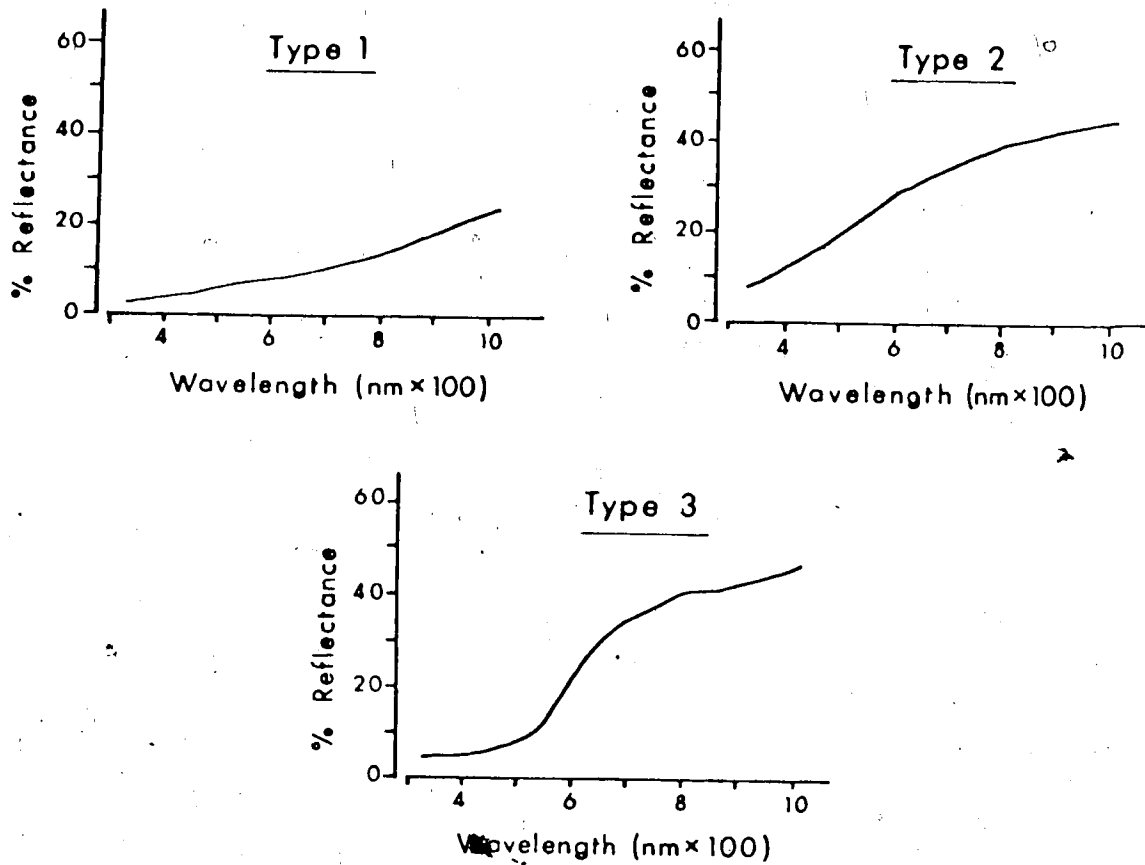 Type 1
60
40
20
0
% Reflectance
4 6 8 10
Wavelength (nm×100)
Type 2
60
40
20
0
% Reflectance
4 6 8 10
Wavelength (nm×100)
Type 3
60
40
20
0
% Reflectance
4 6 8 10
Wavelength (nm×100)